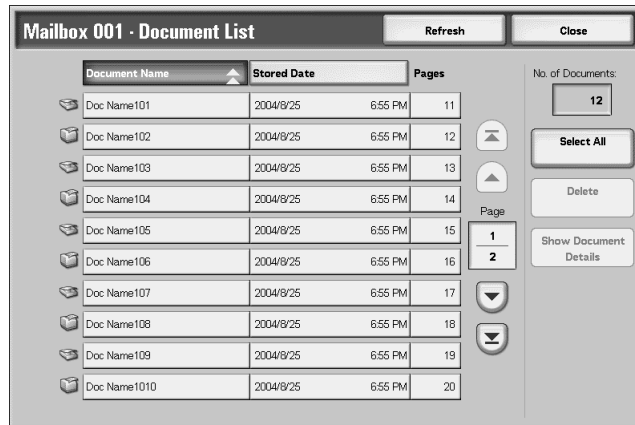 Mailbox 001 - Document List Refresh Close
Document Name Stored Date Pages No. of Documents:
12
Doc Name101 2004/8/25 6:55 PM 11
Doc Name102 2004/8/25 6:55 PM 12
Select All
Doc Name103 2004/8/25 6:55 PM 13
Doc Name104 2004/8/25 6:55 PM 14
Delete
Page
Doc Name105 2004/8/25 6:55 PM 15
1
Show Document
Details
Doc Name106 2004/8/25 6:55 PM 16
2
Doc Name107 2004/8/25 6:55 PM 17
Doc Name108 2004/8/25 6:55 PM 18
Doc Name109 2004/8/25 6:55 PM 19
Doc Name1010 2004/8/25 6:55 PM 20